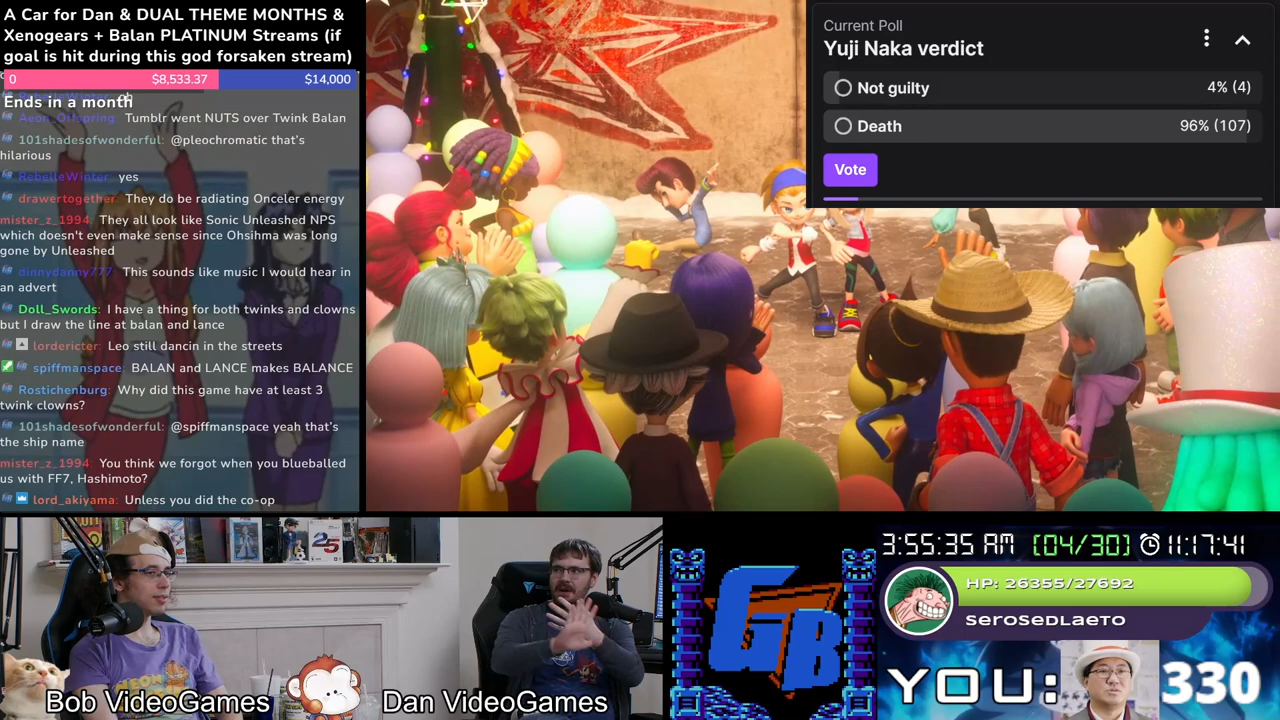 A Car for Dan & DUAL THEME MONTHS &
Xenogears + Balan PLATINUM Streams (if
goal is hit during this god forsaken stream)
0 $8,533.37 $14,000
Ends in a month
RebelleWinter
Aeon_Offspring Tumblr went NUTS over Twink Balan
101shadesofwonderful: @pleochromatic that's
hilarious
RebelleWinter yes
drawertogether: They do be radiating Onceler energy
mister_z_1994: They all look like Sonic Unleashed NPS
which doesn't even make sense since Ohsihma was long
gone by Unleashed
dinnydanny777: This sounds like music I would hear in
an advert
Doll_Swords: I have a thing for both twinks and clowns
but I draw the line at balan and lance
lordericter: Leo still dancin in the streets
spiffmanspace: BALAN and LANCE makes BALANCE
Rostichenburg: Why did this game have at least 3
twink clowns?
101shadesofwonderful: @spiffmanspace yeah that's
the ship name
mister_z_1994: You think we forgot when you blueballed
us with FF7, Hashimoto?
lord_akiyama: Unless you did the co-op
Current Poll
Yuji Naka verdict
Not guilty 4% (4)
Death 96% (107)
Vote
25
Bob VideoGames
Dan VideoGames
GB
3:55:35 AM [04/30] 11:17:41
HP: 26355/27692
SeroSedLaeto
YOU: 330